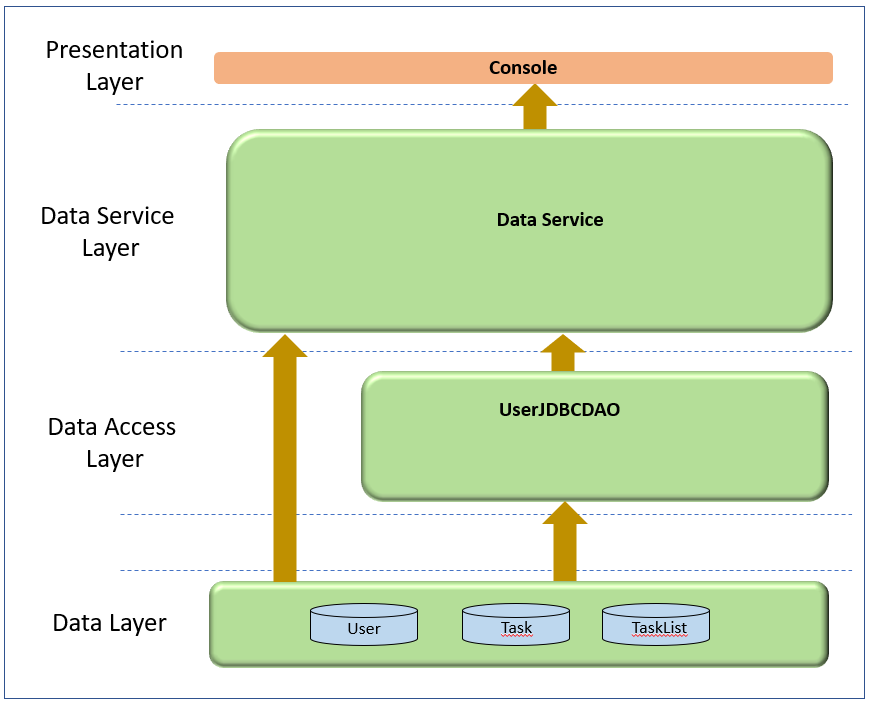 Presentation
Layer
Console
Data Service
Layer
Data Service
Data Access
Layer
UserJDBCDAO
Data Layer
User
Task
TaskList